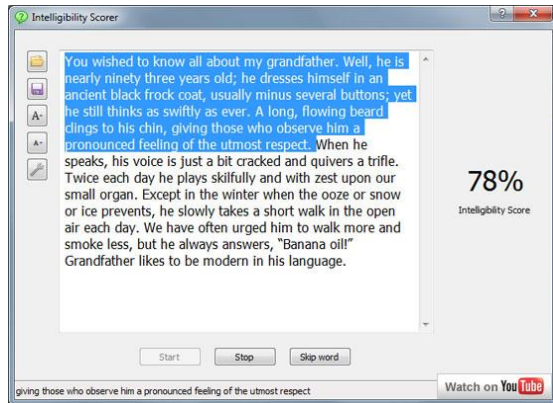 Intelligibility Scorer
You wished to know all about my grandfather. Well, he is
nearly ninety three years old; he dresses himself in an
ancient black frock coat, usually minus several buttons; yet
he still thinks as swiftly as ever. A long, flowing beard
clings to his chin, giving those who observe him a
pronounced feeling of the utmost respect. When he
speaks, his voice is just a bit cracked and quivers a trifle.
Twice each day he plays skilfully and with zest upon our
small organ. Except in the winter when the ooze or snow
or ice prevents, he slowly takes a short walk in the open
air each day. We have often urged him to walk more and
smoke less, but he always answers, “Banana oil!”
Grandfather likes to be modern in his language.
A+
A-
78%
Intelligibility Score
Start Stop Skip word
giving those who observe him a pronounced feeling of the utmost respect
Watch on YouTube